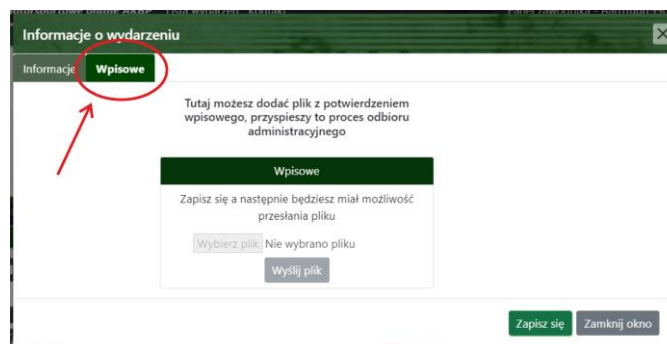 Informacje o wydarzeniu
Informacje Wpisowe
Tutaj możesz dodać plik z potwierdzeniem
wpisowego, przyspieszy to proces odbioru
administracyjnego
Wpisowe
Zapisz się a następnie będziesz miał możliwość
przesłania pliku
Wybierz plik Nie wybrano pliku
Wyślij plik
Zapisz się Zamknij okno